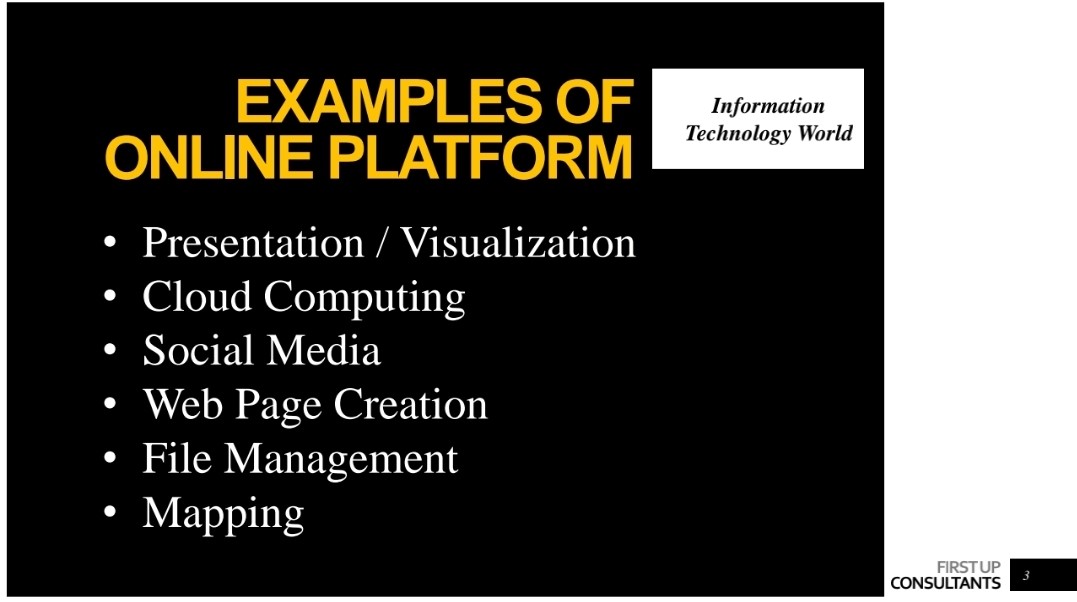 EXAMPLES OF
ONLINE PLATFORM
Information
Technology World
• Presentation / Visualization
• Cloud Computing
• Social Media
• Web Page Creation
• File Management
• Mapping
FIRST UP
CONSULTANTS
3